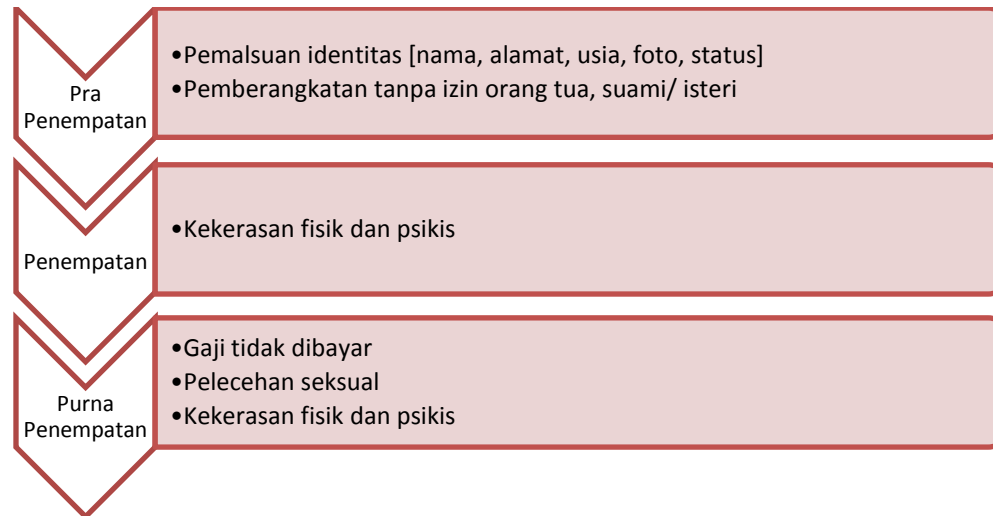 Pra
Penempatan
•Pemalsuan identitas [nama, alamat, usia, foto, status]
•Pemberangkatan tanpa izin orang tua, suami/ isteri
Penempatan
•Kekerasan fisik dan psikis
Purna
Penempatan
•Gaji tidak dibayar
•Pelecehan seksual
•Kekerasan fisik dan psikis